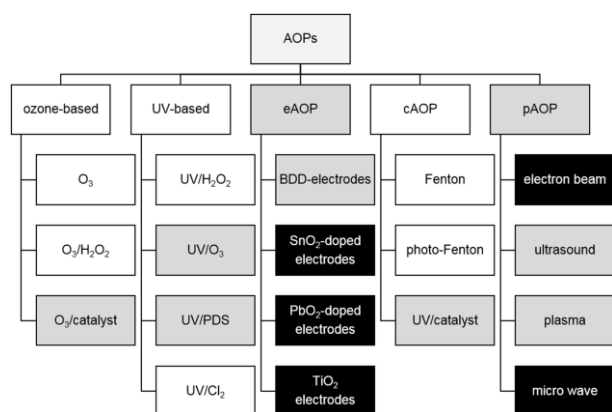 AOPs
ozone-based
UV-based
eAOP
cAOP
pAOP
O₃
UV/H₂O₂
BDD-electrodes
Fenton
electron beam
O₃/H₂O₂
UV/O₃
SnO₂-doped
electrodes
photo-Fenton
ultrasound
O₃/catalyst
UV/PDS
PbO₂-doped
electrodes
UV/catalyst
plasma
UV/Cl₂
TiO₂
electrodes
micro wave